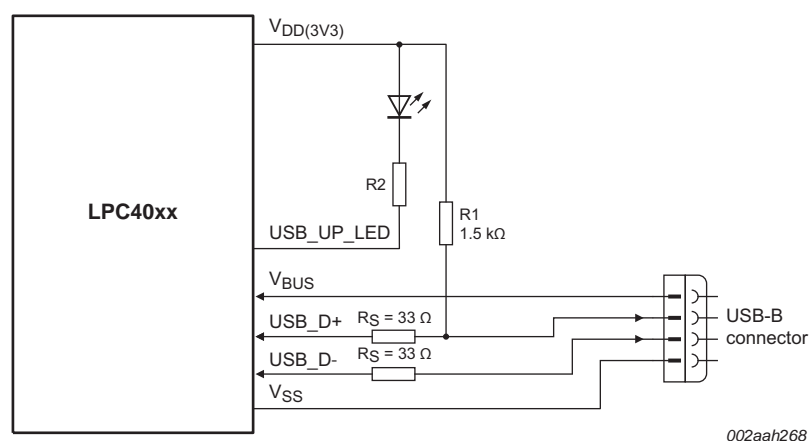 VDD(3V3)
R2
LPC40xx
R1
1.5 kΩ
USB_UP_LED
VBUS
USB_D+ RS = 33 Ω
USB-B
connector
USB_D- RS = 33 Ω
VSS
002aah268